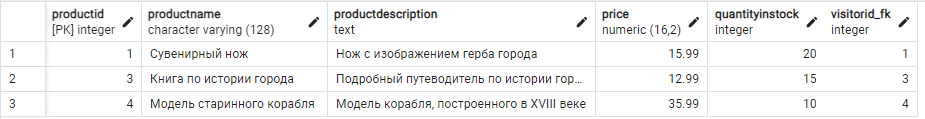 productid productname productdescription price quantityinstock visitorid_fk
[PK] integer character varying (128) text numeric (16,2) integer integer
1 1 Сувенирный нож Нож с изображением герба города 15.99 20 1
2 3 Книга по истории города Подробный путеводитель по истории гор... 12.99 15 3
3 4 Модель старинного корабля Модель корабля, построенного в XVIII веке 35.99 10 4